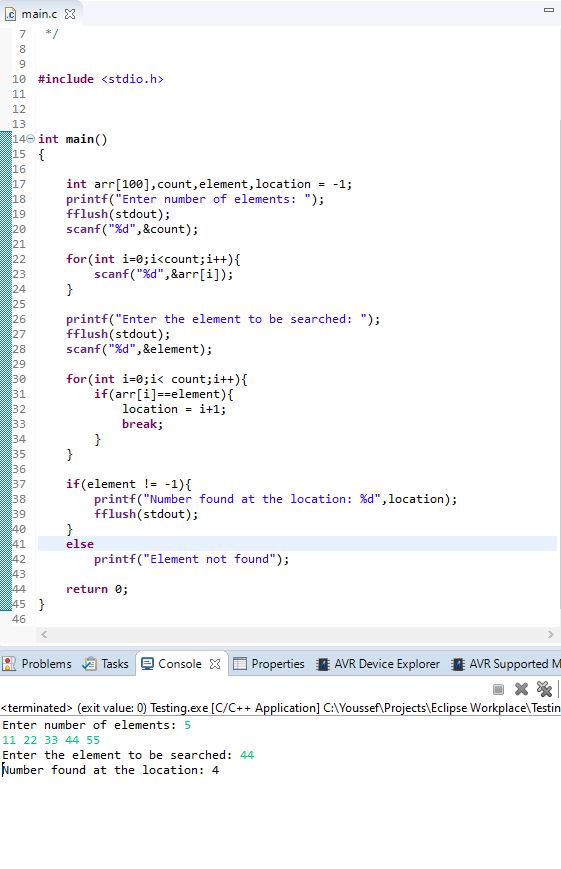 main.c
7 */
8
9
10 #include <stdio.h>
11
12
13
14 int main()
15 {
16
17 int arr[100],count,element,location = -1;
18 printf("Enter number of elements: ");
19 fflush(stdout);
20 scanf("%d",&count);
21
22 for(int i=0;i<count;i++){
23 scanf("%d",&arr[i]);
24 }
25
26 printf("Enter the element to be searched: ");
27 fflush(stdout);
28 scanf("%d",&element);
29
30 for(int i=0;i< count;i++){
31 if(arr[i]==element){
32 location = i+1;
33 break;
34 }
35 }
36
37 if(element != -1){
38 printf("Number found at the location: %d",location);
39 fflush(stdout);
40 }
41 else
42 printf("Element not found");
43
44 return 0;
45 }
46
Problems Tasks Console Properties AVR Device Explorer AVR Supported M
<terminated> (exit value: 0) Testing.exe [C/C++ Application] C:\Youssef\Projects\Eclipse Workplace\Testin
Enter number of elements: 5
11 22 33 44 55
Enter the element to be searched: 44
Number found at the location: 4